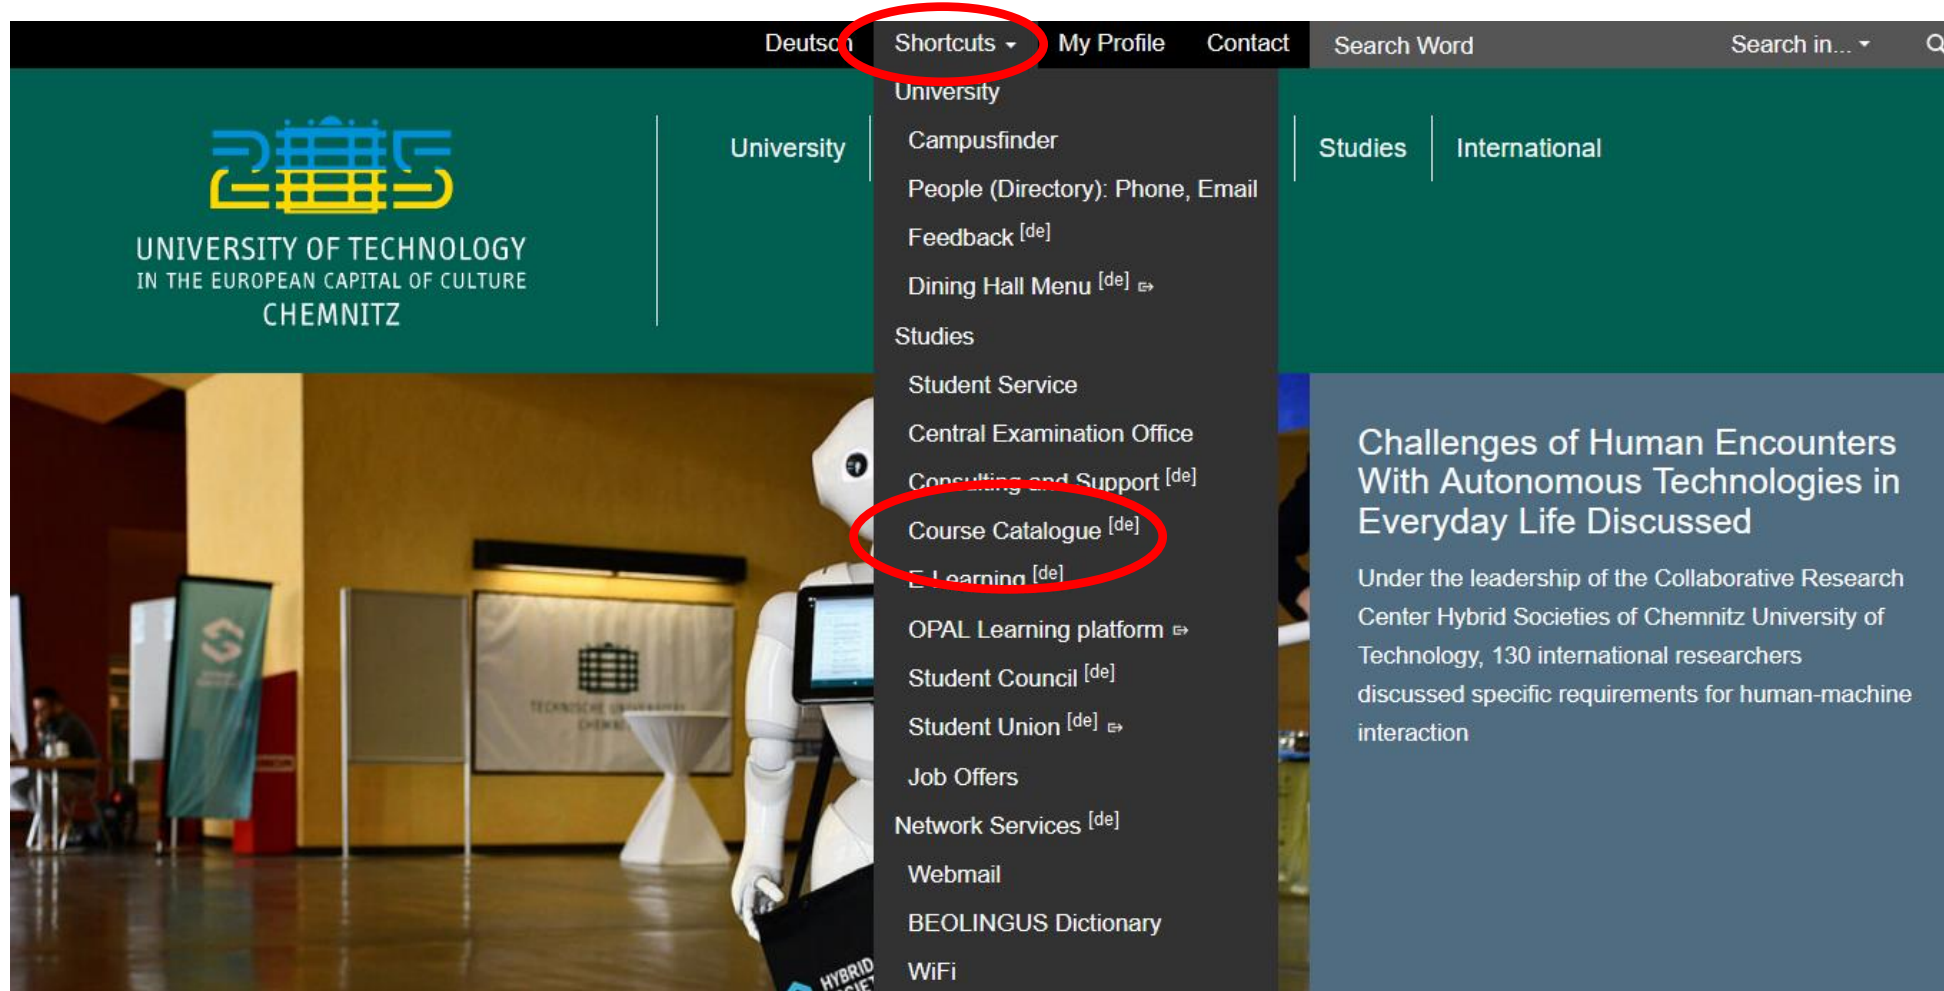 Deutsch Shortcuts My Profile Contact Search Word Search in...
University
Campusfinder
People (Directory): Phone, Email
Feedback [de]
Dining Hall Menu [de]
Studies
Student Service
Central Examination Office
Consulting and Support [de]
Course Catalogue [de]
E-Learning [de]
OPAL Learning platform
Student Council [de]
Student Union [de]
Job Offers
Network Services [de]
Webmail
BEOLINGUS Dictionary
WiFi
University Studies International
UNIVERSITY OF TECHNOLOGY
IN THE EUROPEAN CAPITAL OF CULTURE
CHEMNITZ
Challenges of Human Encounters
With Autonomous Technologies in
Everyday Life Discussed
Under the leadership of the Collaborative Research
Center Hybrid Societies of Chemnitz University of
Technology, 130 international researchers
discussed specific requirements for human-machine
interaction
TECHNISCHE
HYBRID